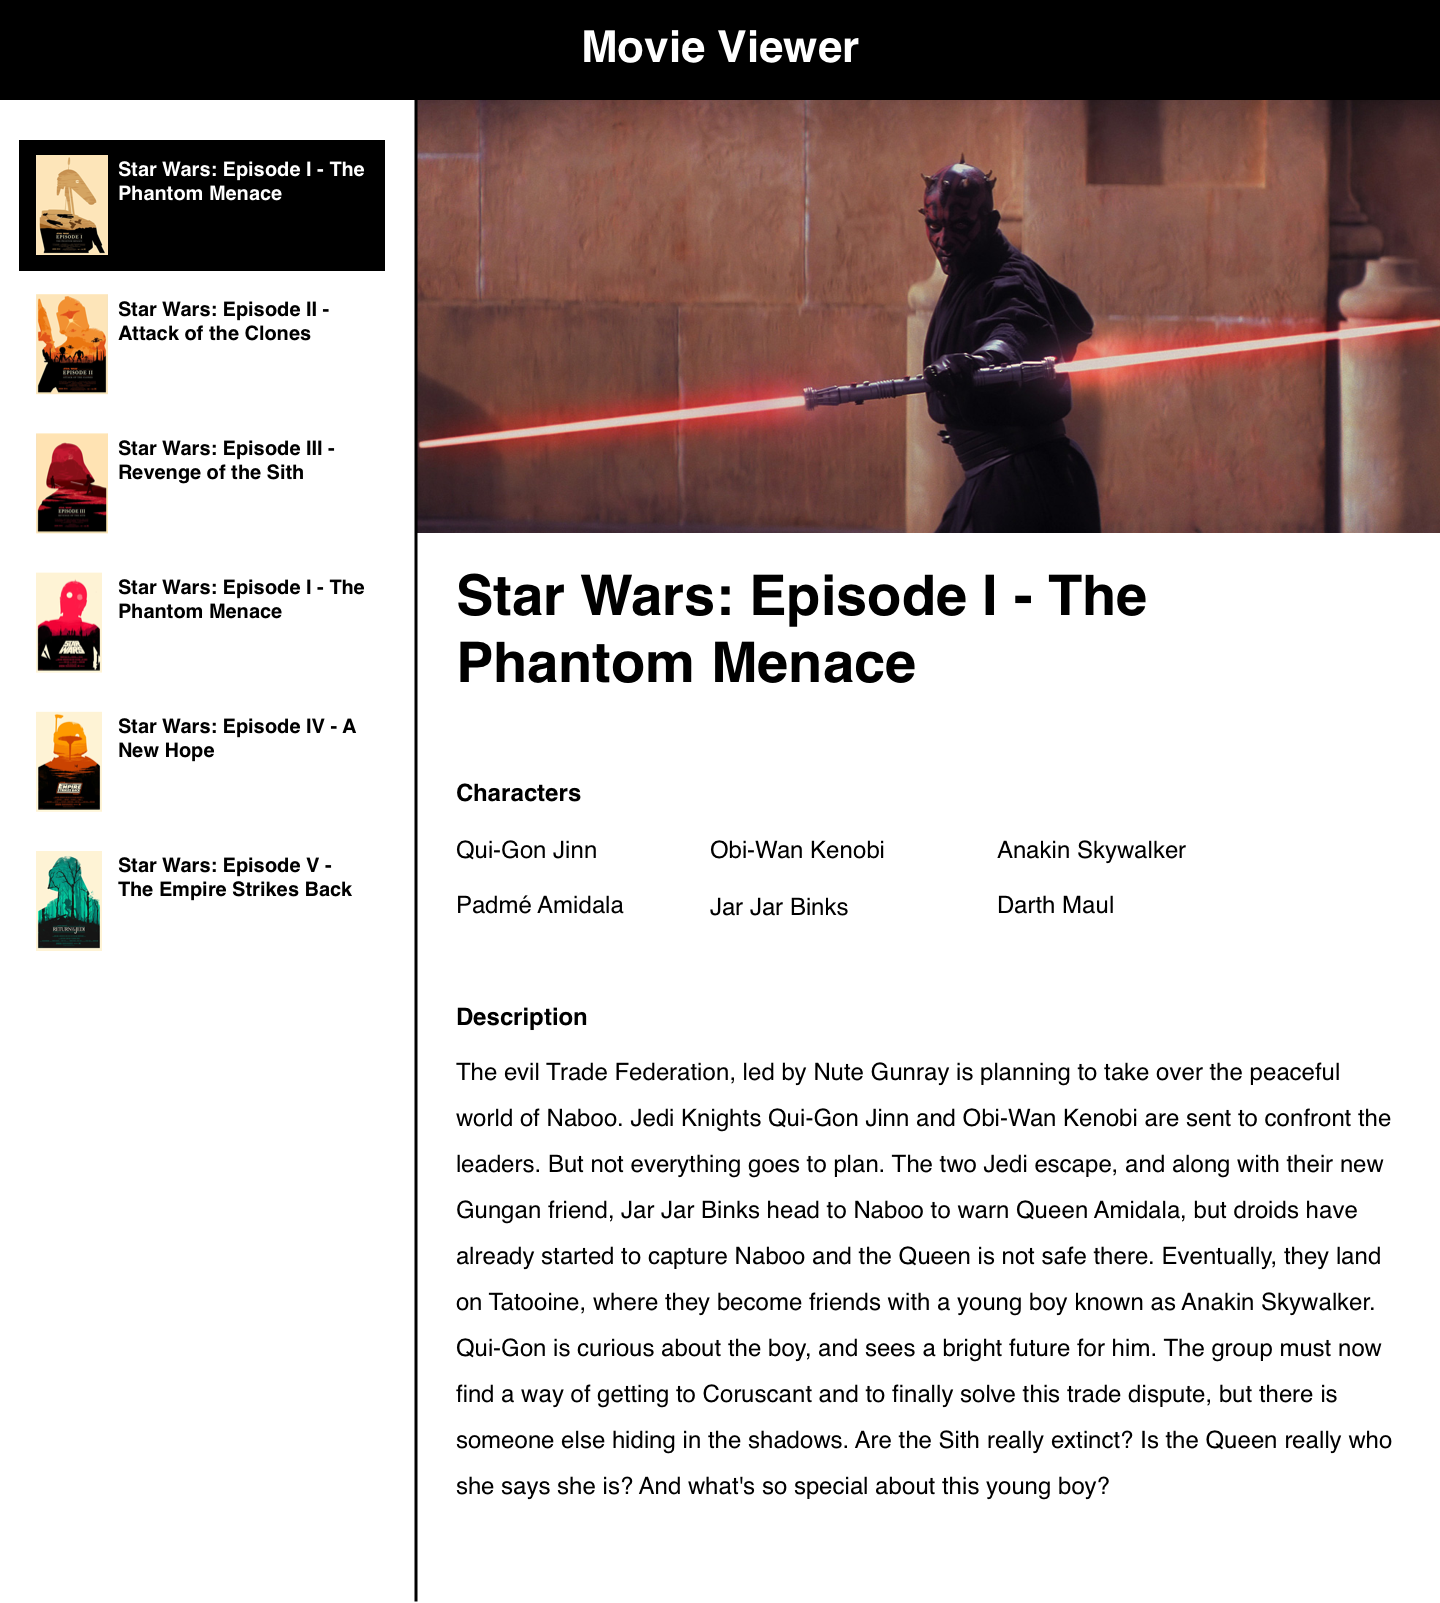 Movie Viewer
Star Wars: Episode I - The
Phantom Menace
EPISODE I
Star Wars: Episode II -
Attack of the Clones
EPISODE II
Star Wars: Episode III -
Revenge of the Sith
EPISODE III
Star Wars: Episode I - The
Phantom Menace
STAR
WARS
Star Wars: Episode IV - A
New Hope
EMPIRE
STRIKES BACK
Star Wars: Episode V -
The Empire Strikes Back
Star Wars: Episode I - The
Phantom Menace
Characters
Qui-Gon Jinn Obi-Wan Kenobi Anakin Skywalker
Padmé Amidala Jar Jar Binks Darth Maul
Description
The evil Trade Federation, led by Nute Gunray is planning to take over the peaceful
world of Naboo. Jedi Knights Qui-Gon Jinn and Obi-Wan Kenobi are sent to confront the
leaders. But not everything goes to plan. The two Jedi escape, and along with their new
Gungan friend, Jar Jar Binks head to Naboo to warn Queen Amidala, but droids have
already started to capture Naboo and the Queen is not safe there. Eventually, they land
on Tatooine, where they become friends with a young boy known as Anakin Skywalker.
Qui-Gon is curious about the boy, and sees a bright future for him. The group must now
find a way of getting to Coruscant and to finally solve this trade dispute, but there is
someone else hiding in the shadows. Are the Sith really extinct? Is the Queen really who
she says she is? And what's so special about this young boy?